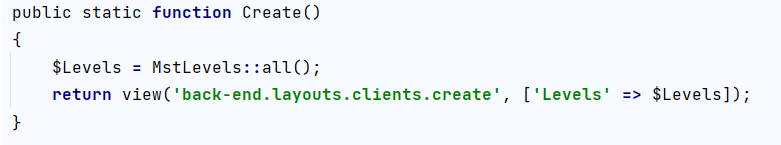 public static function Create()
{
    $Levels = MstLevels::all();
    return view('back-end.layouts.clients.create', ['Levels' => $Levels]);
}